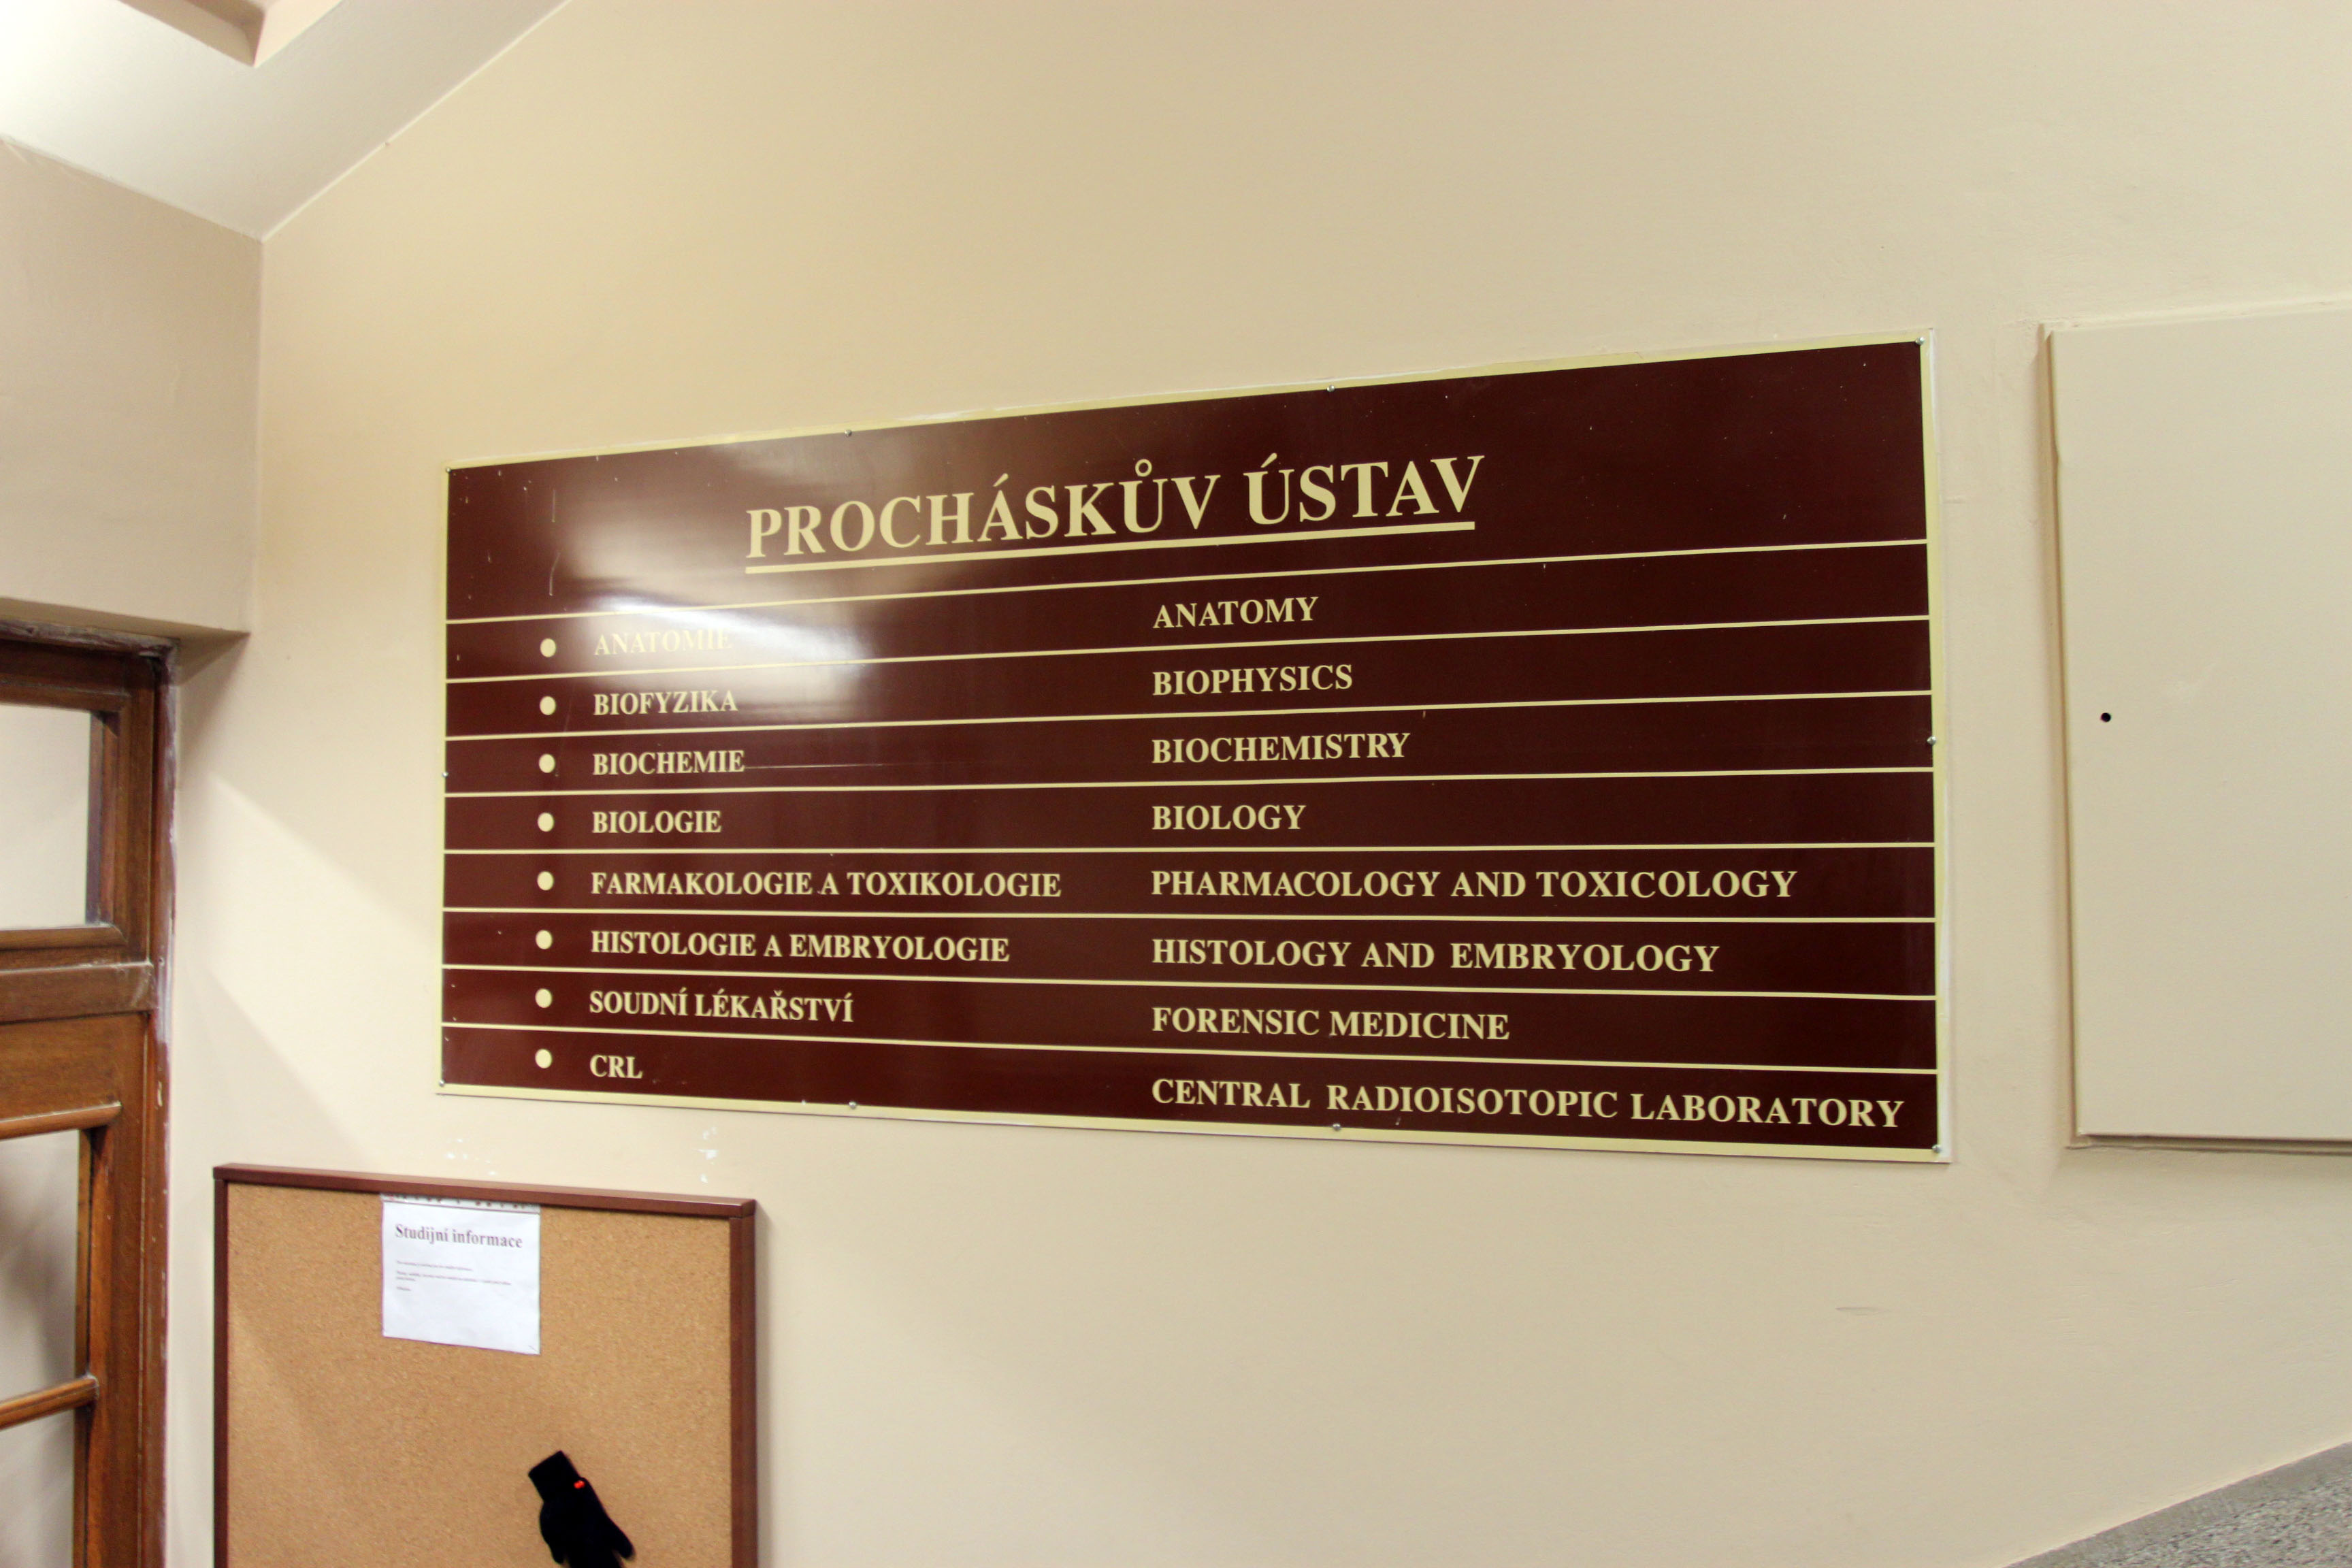 PROCHÁSKŮV ÚSTAV
ANATOMIE ANATOMY
BIOFYZIKA BIOPHYSICS
BIOCHEMIE BIOCHEMISTRY
BIOLOGIE BIOLOGY
FARMAKOLOGIE A TOXIKOLOGIE PHARMACOLOGY AND TOXICOLOGY
HISTOLOGIE A EMBRYOLOGIE HISTOLOGY AND EMBRYOLOGY
SOUDNÍ LÉKAŘSTVÍ FORENSIC MEDICINE
CRL CENTRAL RADIOISOTOPIC LABORATORY
Studijní informace